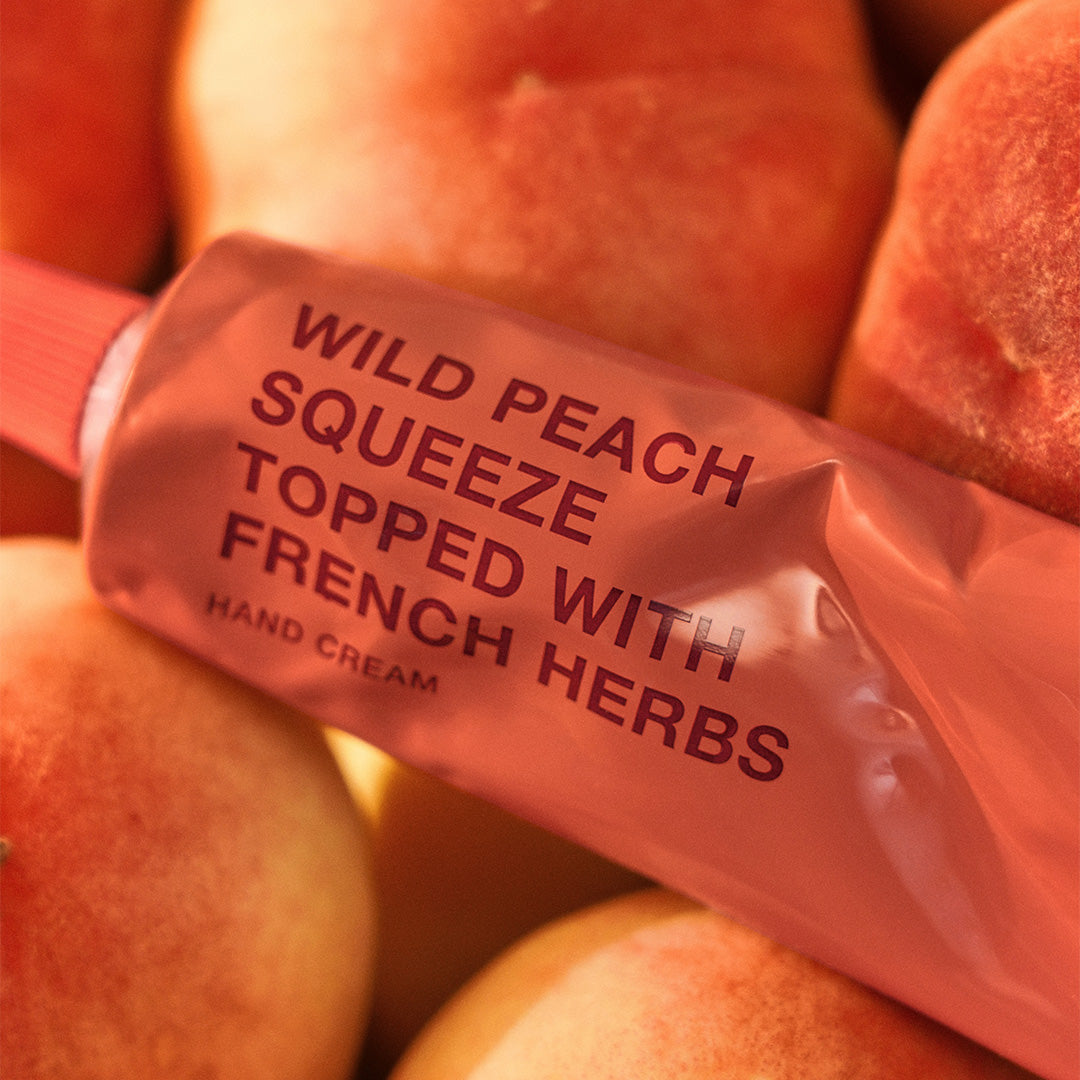 WILD PEACH
SQUEEZE
TOPPED WITH
FRENCH HERBS
HAND CREAM